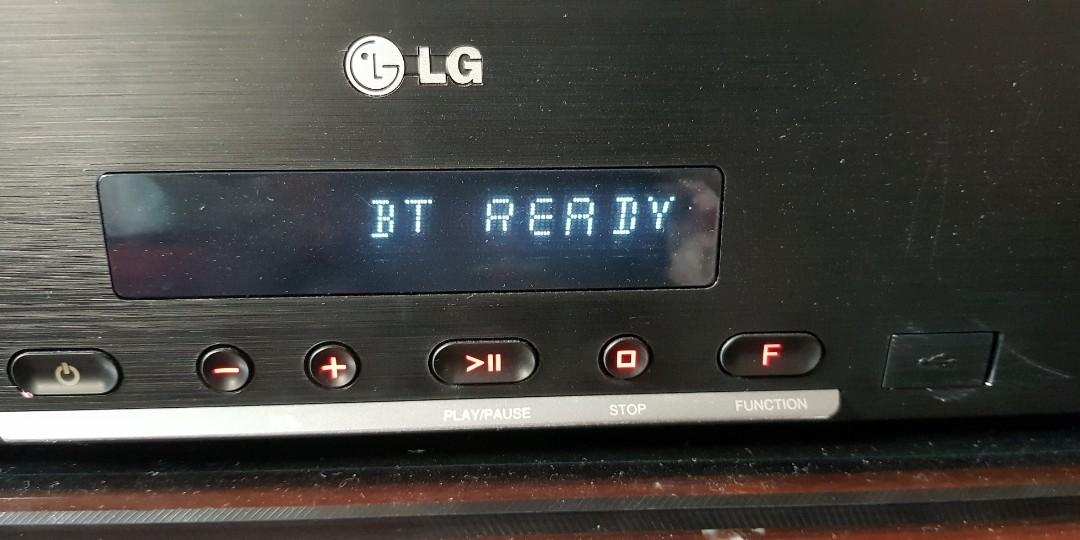 LG
BT READY
F
PLAY/PAUSE
STOP
FUNCTION